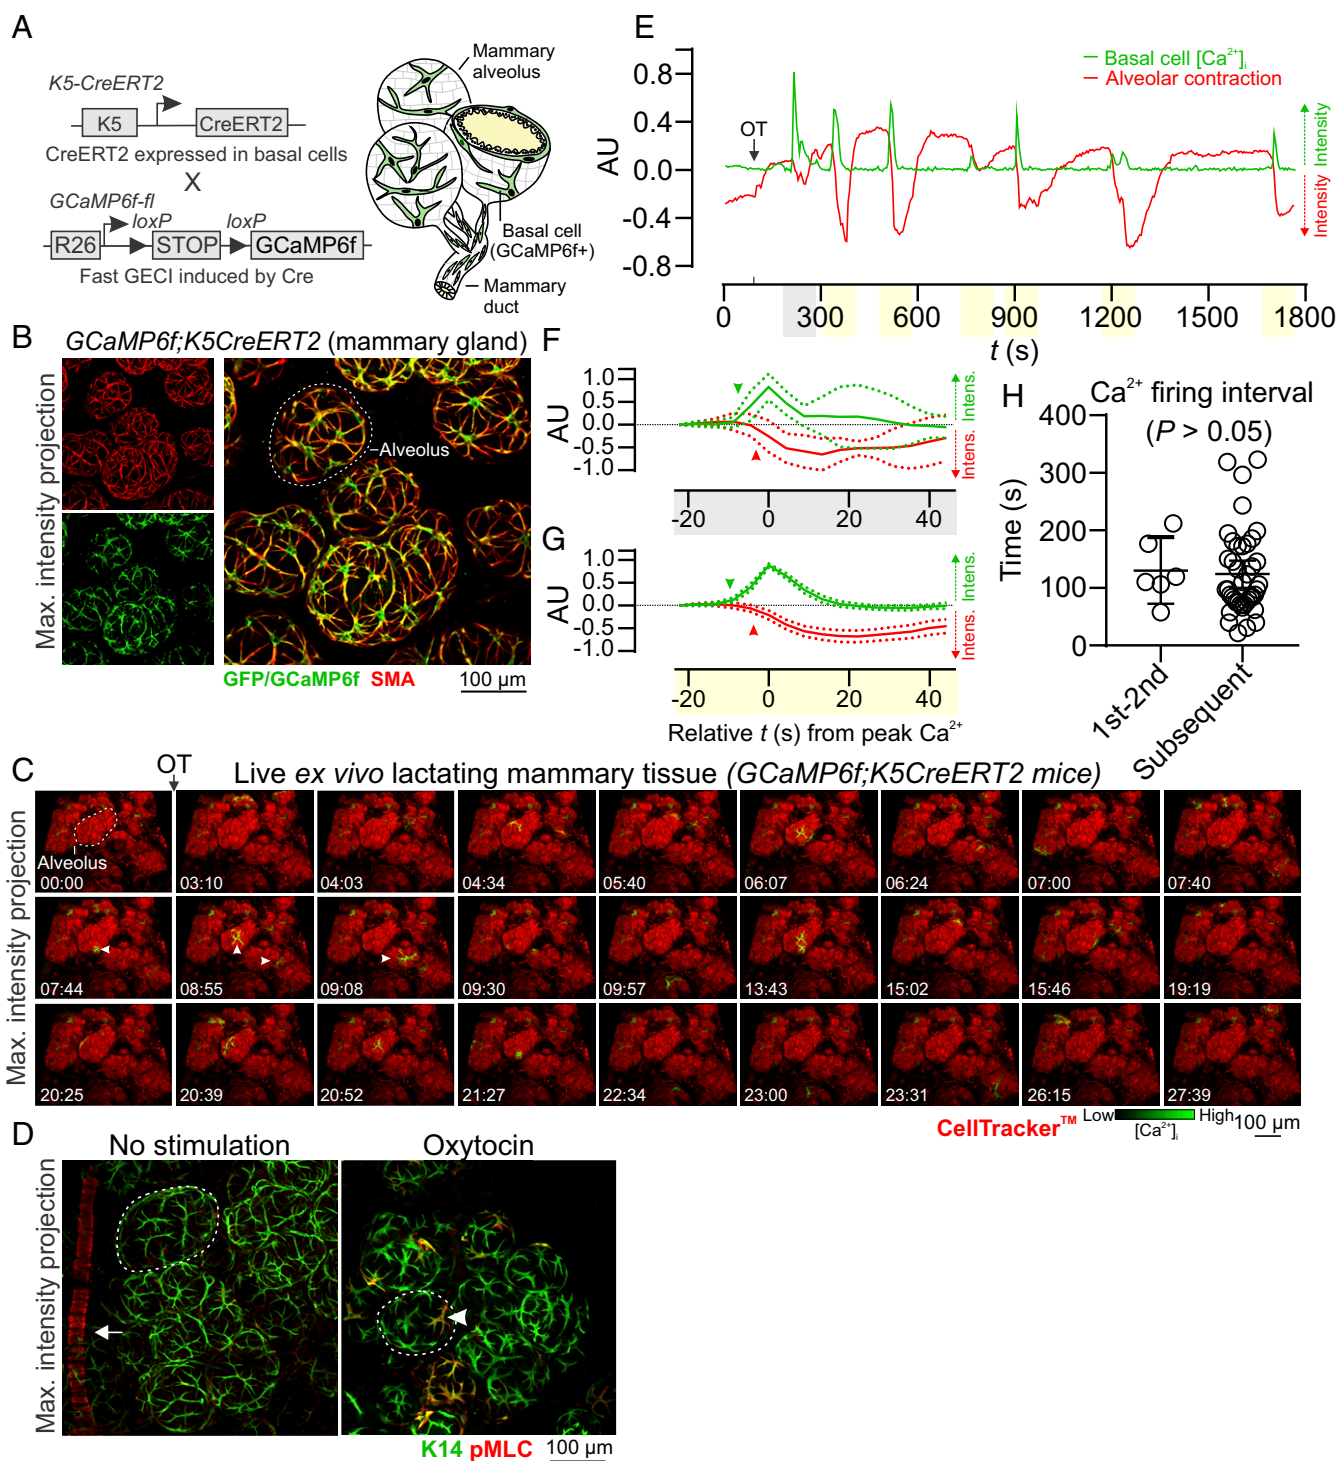 A
K5-CreERT2
K5
CreERT2
CreERT2 expressed in basal cells
X
GCaMP6f-fl
loxP
loxP
R26
STOP
GCaMP6f
Fast GECI induced by Cre
Mammary
alveolus
Basal cell
(GCaMP6f+)
Mammary
duct
B
GCaMP6f;K5CreERT2 (mammary gland)
Max. intensity projection
Alveolus
GFP/GCaMP6f SMA
100 µm
E
Basal cell [Ca²⁺]ᵢ
Alveolar contraction
AU
0.8
0.4
0.0
-0.4
-0.8
OT
Intensity
Intensity
0
300
600
900
1200
1500
1800
t (s)
F
AU
1.0
0.5
0.0
-0.5
-1.0
Intens.
Intens.
-20
0
20
40
G
AU
1.0
0.5
0.0
-0.5
-1.0
Intens.
Intens.
-20
0
20
40
Relative t (s) from peak Ca²⁺
H
Ca²⁺ firing interval
(P > 0.05)
Time (s)
400
300
200
100
0
1st-2nd
Subsequent
C
OT
Live ex vivo lactating mammary tissue (GCaMP6f;K5CreERT2 mice)
Max. intensity projection
Max. intensity projection
Alveolus
00:00
03:10
04:03
04:34
05:40
06:07
06:24
07:00
07:40
07:44
08:55
09:08
09:30
09:57
13:43
15:02
15:46
19:19
20:25
20:39
20:52
21:27
22:34
23:00
23:31
26:15
27:39
CellTracker™
Low
High
[Ca²⁺]ᵢ
100 µm
D
No stimulation
Oxytocin
Max. intensity projection
K14 pMLC
100 µm